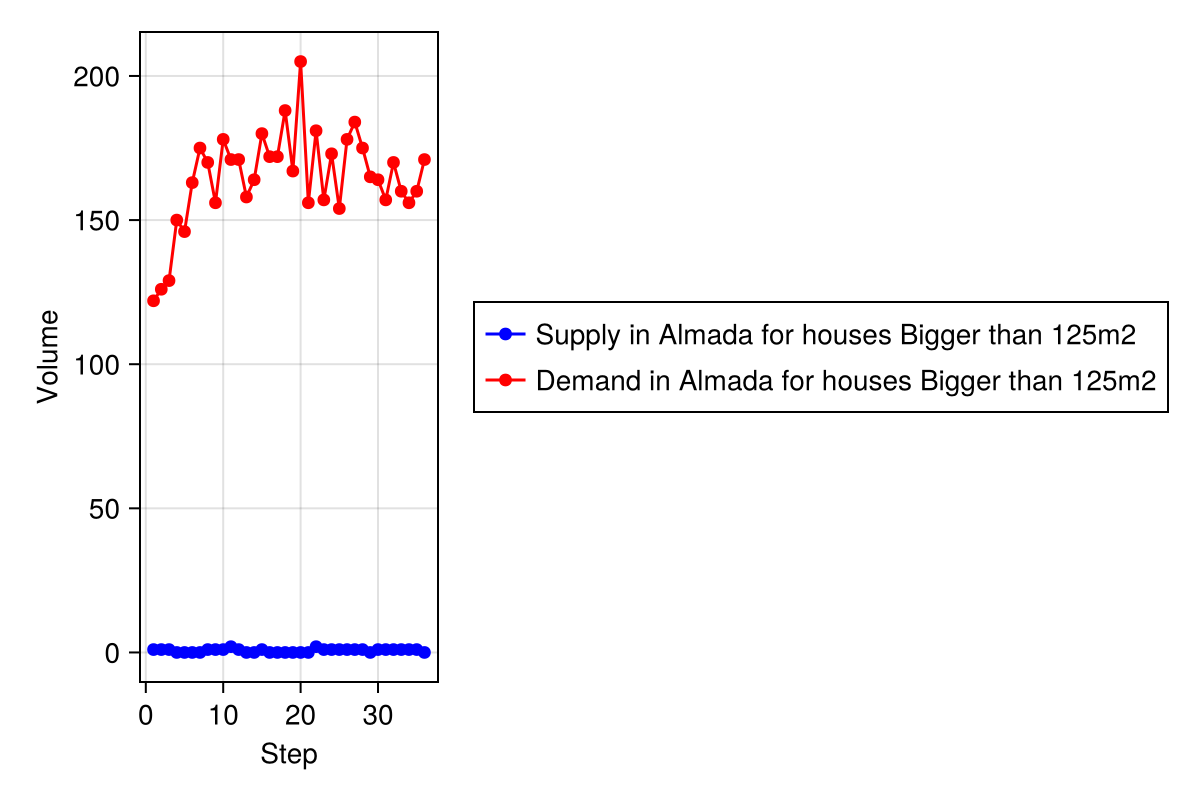 200
150
100
50
0
Volume
0 10 20 30
Step
Supply in Almada for houses Bigger than 125m2
Demand in Almada for houses Bigger than 125m2